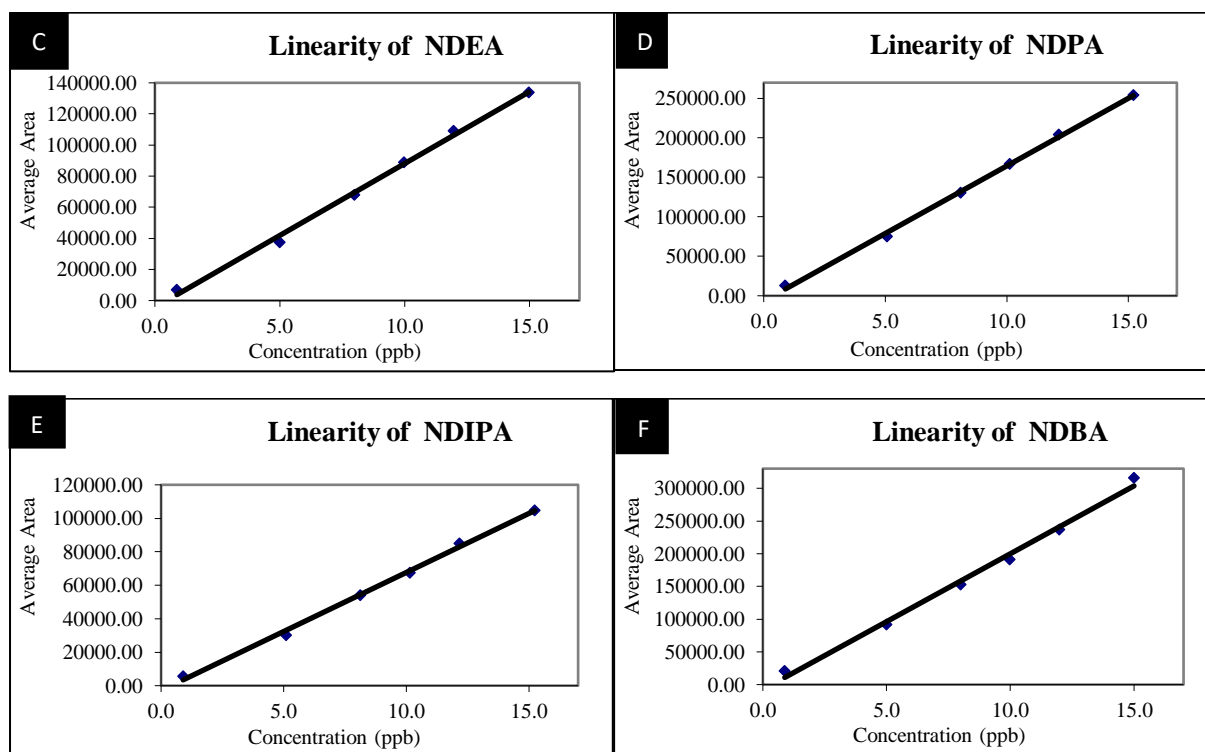 C
Linearity of NDEA
140000.00
120000.00
100000.00
80000.00
60000.00
40000.00
20000.00
0.00
Average Area
0.0 5.0 10.0 15.0
Concentration (ppb)
D
Linearity of NDPA
250000.00
200000.00
150000.00
100000.00
50000.00
0.00
Average Area
0.0 5.0 10.0 15.0
Concentration (ppb)
E
Linearity of NDIPA
120000.00
100000.00
80000.00
60000.00
40000.00
20000.00
0.00
Average Area
0.0 5.0 10.0 15.0
Concentration (ppb)
F
Linearity of NDBA
300000.00
250000.00
200000.00
150000.00
100000.00
50000.00
0.00
Average Area
0.0 5.0 10.0 15.0
Concentration (ppb)